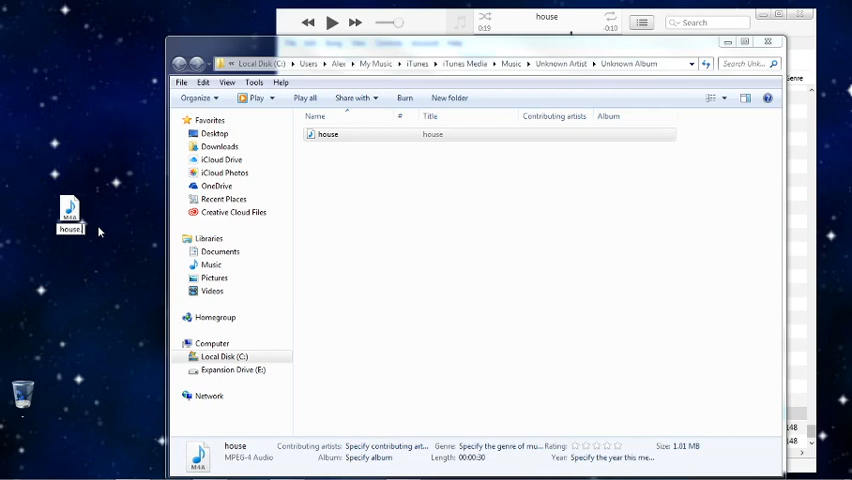 house
0:19
-0:10
Search
« Local Disk (C:) ▸ Users ▸ Alex ▸ My Music ▸ iTunes ▸ iTunes Media ▸ Music ▸ Unknown Artist ▸ Unknown Album
Search Unk...
Genre
File Edit View Tools Help
Organize Play Play all Share with Burn New folder
Name # Title Contributing artists Album
house house
Favorites
Desktop
Downloads
iCloud Drive
iCloud Photos
OneDrive
Recent Places
Creative Cloud Files
M4A
house.
Libraries
Documents
Music
Pictures
Videos
Homegroup
Computer
Local Disk (C:)
Expansion Drive (E:)
Network
148
148
house Contributing artists: Specify contributing art... Genre: Specify the genre of mu... Rating: Size: 1.01 MB
MPEG-4 Audio Album: Specify album Length: 00:00:30 Year: Specify the year this me...
M4A